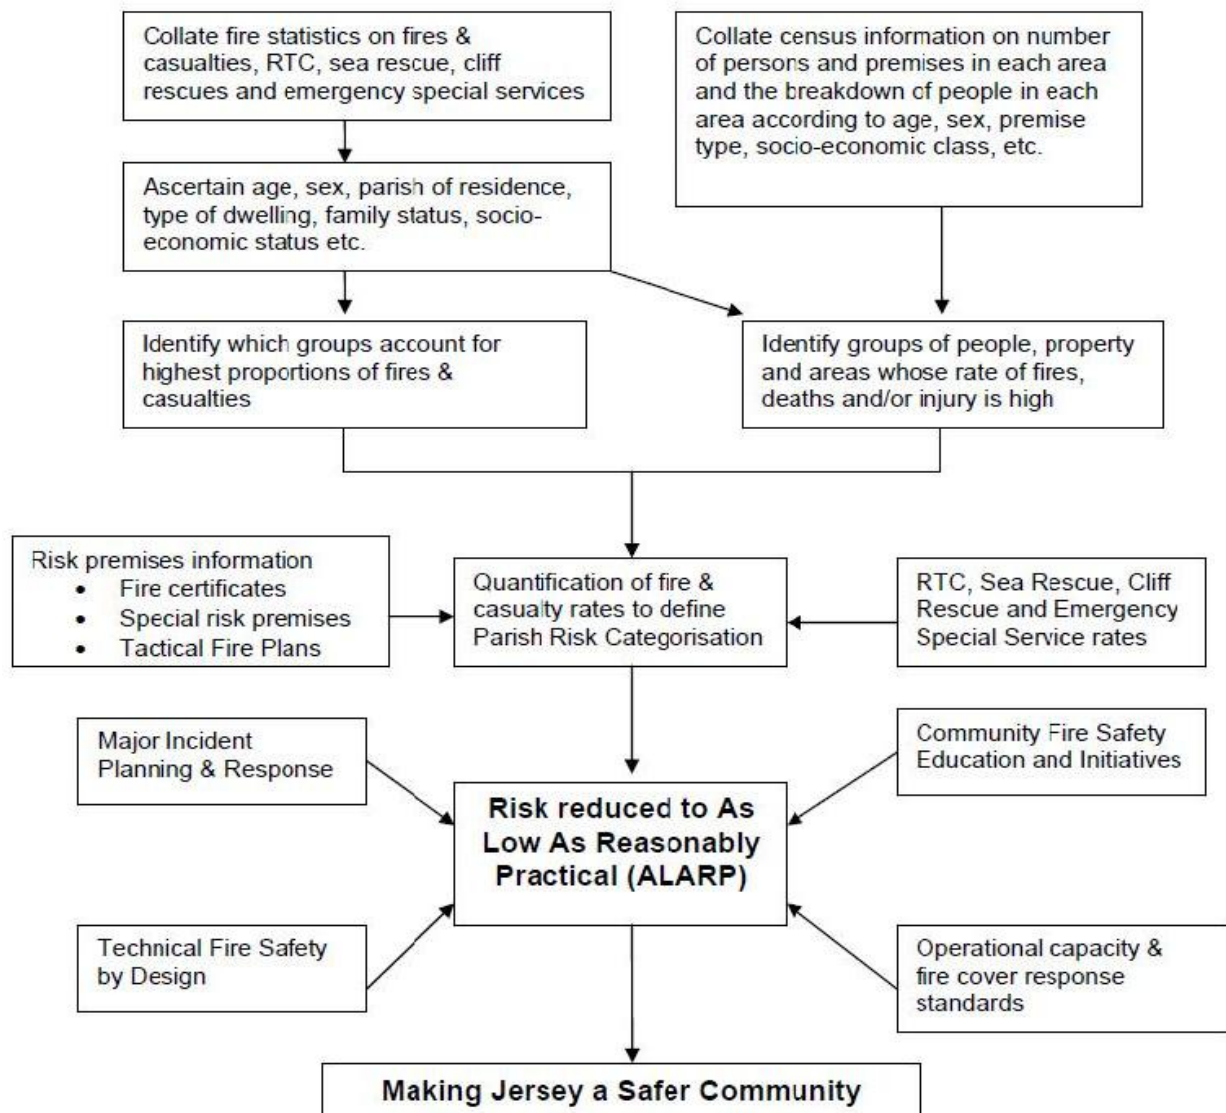 Collate fire statistics on fires &
casualties, RTC, sea rescue, cliff
rescues and emergency special services
Collate census information on number
of persons and premises in each area
and the breakdown of people in each
area according to age, sex, premise
type, socio-economic class, etc.
Ascertain age, sex, parish of residence,
type of dwelling, family status, socio-
economic status etc.
Identify which groups account for
highest proportions of fires &
casualties
Identify groups of people, property
and areas whose rate of fires,
deaths and/or injury is high
Risk premises information
• Fire certificates
• Special risk premises
• Tactical Fire Plans
Quantification of fire &
casualty rates to define
Parish Risk Categorisation
RTC, Sea Rescue, Cliff
Rescue and Emergency
Special Service rates
Major Incident
Planning & Response
Community Fire Safety
Education and Initiatives
Risk reduced to As
Low As Reasonably
Practical (ALARP)
Technical Fire Safety
by Design
Operational capacity &
fire cover response
standards
Making Jersey a Safer Community